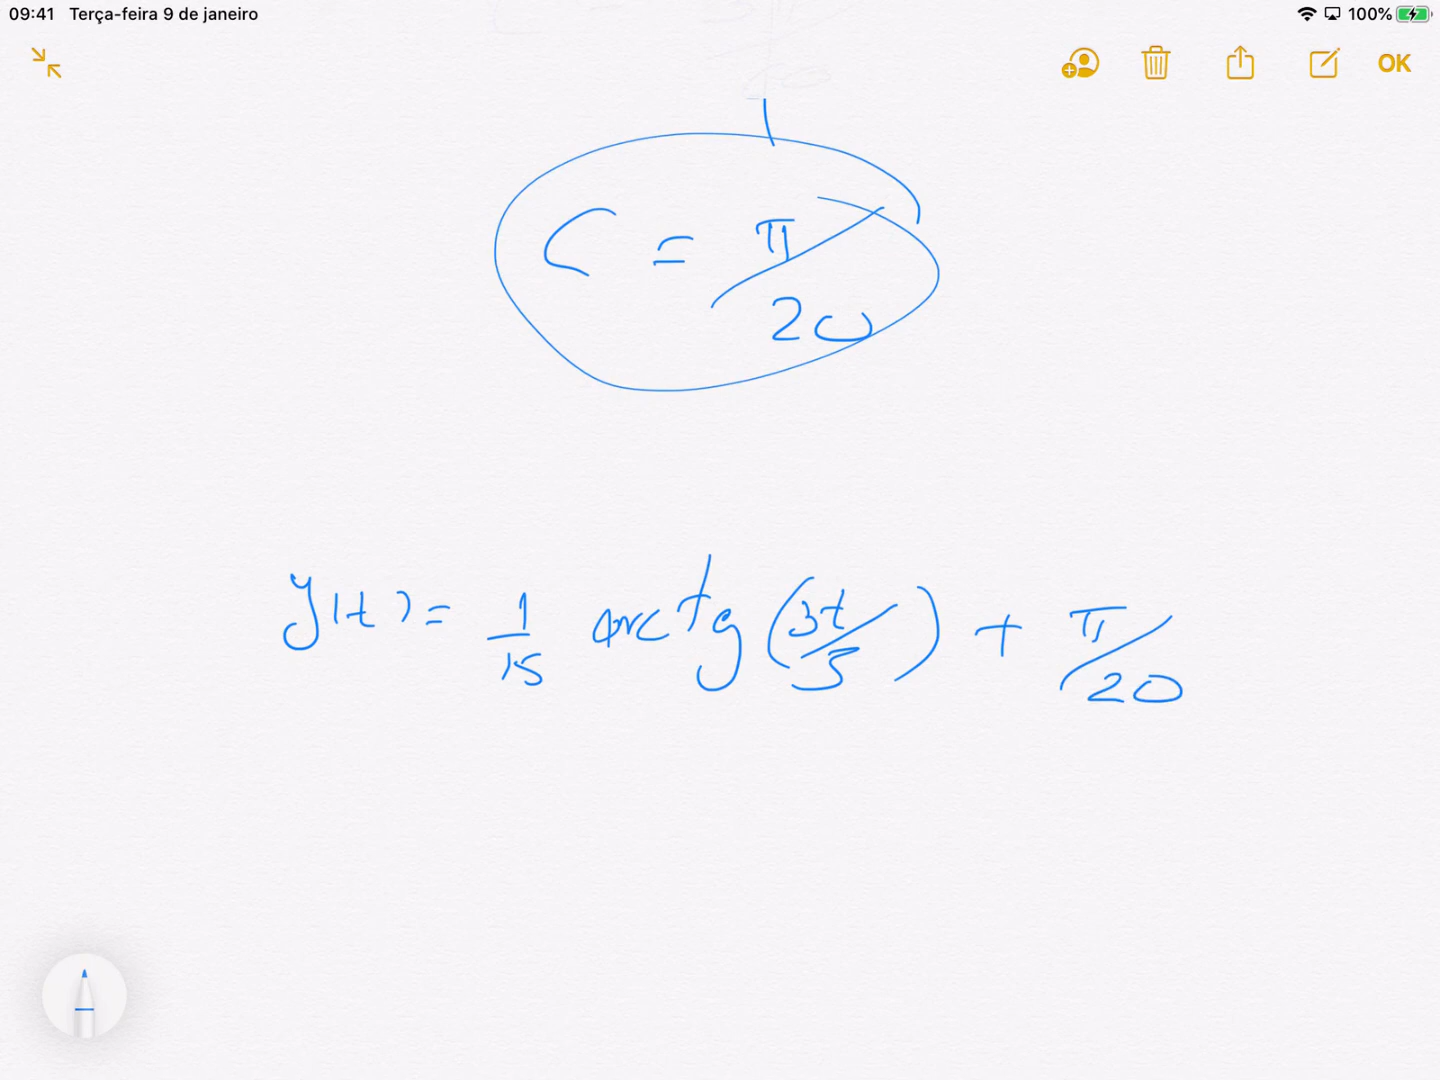 09:41 Terça-feira 9 de janeiro 100%
OK
C = π/20
y(t) = 1/15 arctg(3t/5) + π/20